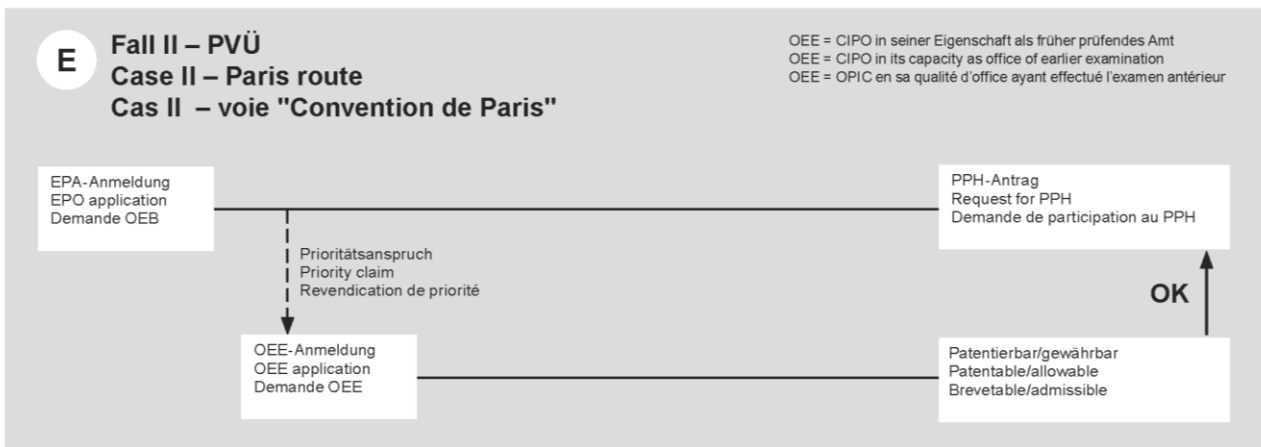 E
Fall II – PVÜ
Case II – Paris route
Cas II – voie "Convention de Paris"
OEE = CIPO in seiner Eigenschaft als früher prüfendes Amt
OEE = CIPO in its capacity as office of earlier examination
OEE = OPIC en sa qualité d'office ayant effectué l'examen antérieur
EPA-Anmeldung
EPO application
Demande OEB
PPH-Antrag
Request for PPH
Demande de participation au PPH
Prioritätsanspruch
Priority claim
Revendication de priorité
OK
OEE-Anmeldung
OEE application
Demande OEE
Patentierbar/gewährbar
Patentable/allowable
Brevetable/admissible